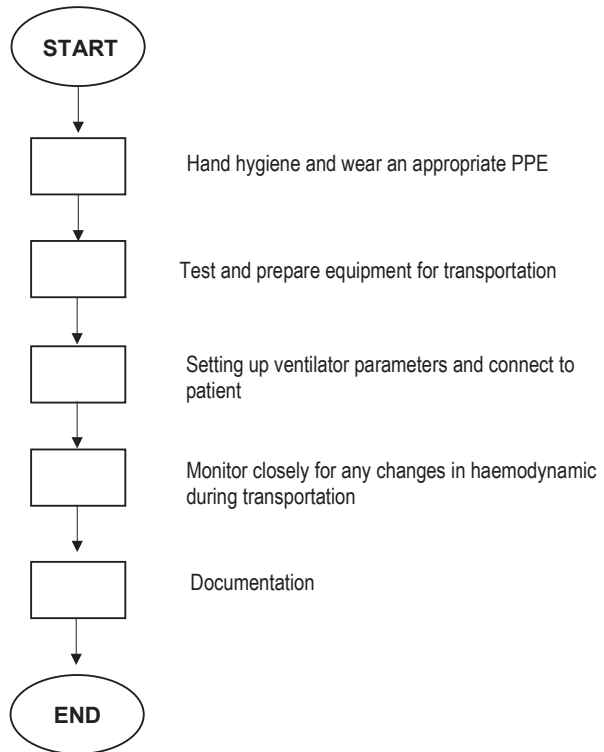 START
Hand hygiene and wear an appropriate PPE
Test and prepare equipment for transportation
Setting up ventilator parameters and connect to
patient
Monitor closely for any changes in haemodynamic
during transportation
Documentation
END